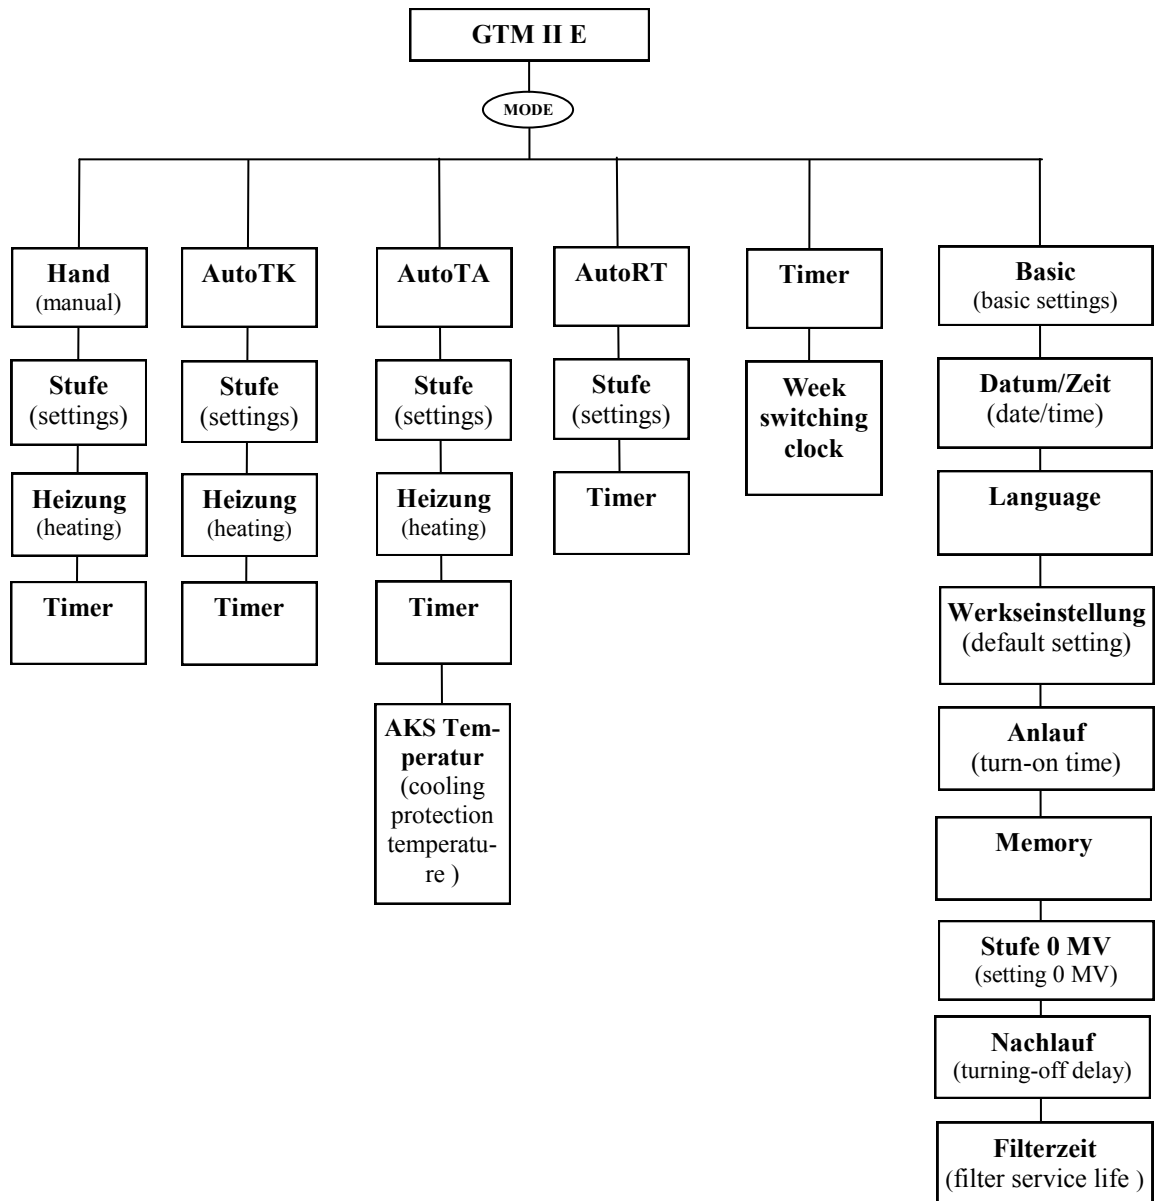 GTM II E
MODE
Hand
(manual)
Stufe
(settings)
Heizung
(heating)
Timer
AutoTK
Stufe
(settings)
Heizung
(heating)
Timer
AutoTA
Stufe
(settings)
Heizung
(heating)
Timer
AKS Tem-
peratur
(cooling
protection
temperatu-
re )
AutoRT
Stufe
(settings)
Timer
Timer
Week
switching
clock
Basic
(basic settings)
Datum/Zeit
(date/time)
Language
Werkseinstellung
(default setting)
Anlauf
(turn-on time)
Memory
Stufe 0 MV
(setting 0 MV)
Nachlauf
(turning-off delay)
Filterzeit
(filter service life )